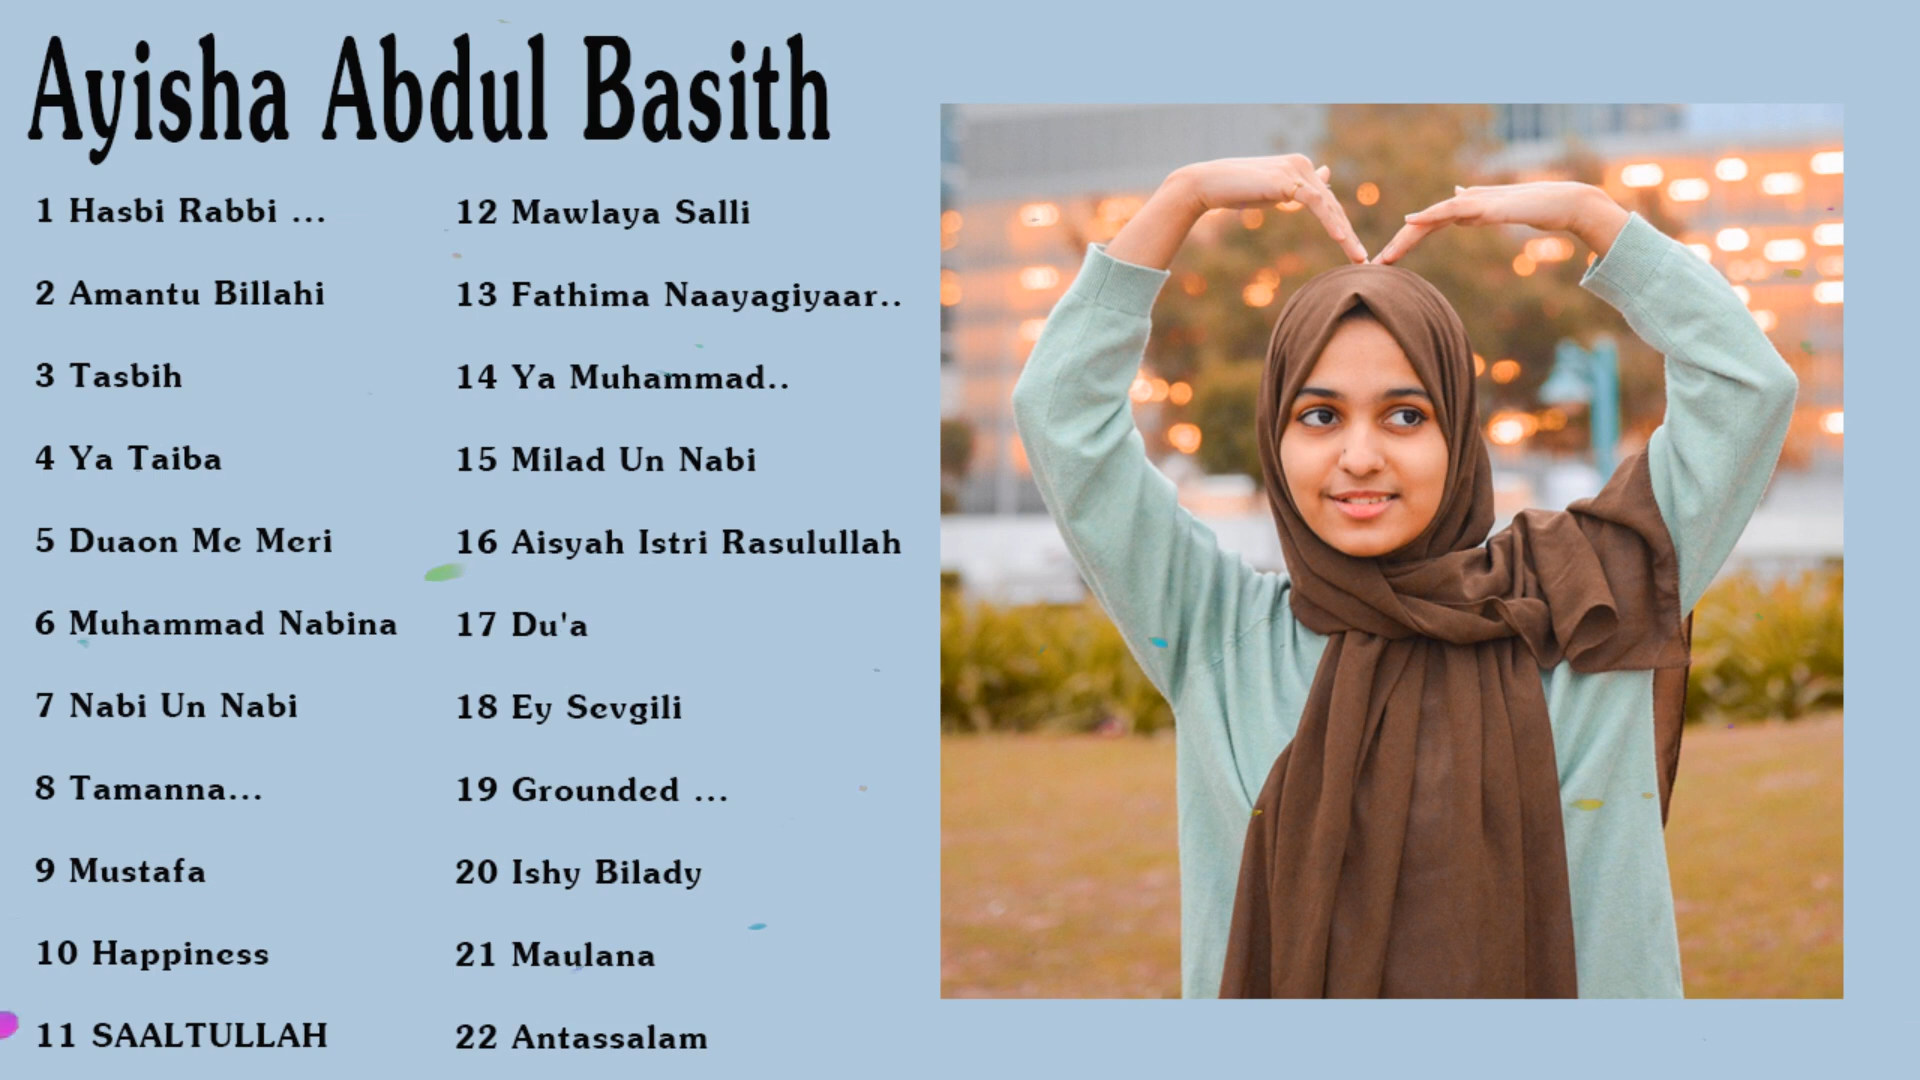 Ayisha Abdul Basith
1 Hasbi Rabbi ...
2 Amantu Billahi
3 Tasbih
4 Ya Taiba
5 Duaon Me Meri
6 Muhammad Nabina
7 Nabi Un Nabi
8 Tamanna...
9 Mustafa
10 Happiness
11 SAALTULLAH
12 Mawlaya Salli
13 Fathima Naayagiyaar..
14 Ya Muhammad..
15 Milad Un Nabi
16 Aisyah Istri Rasulullah
17 Du'a
18 Ey Sevgili
19 Grounded ...
20 Ishy Bilady
21 Maulana
22 Antassalam